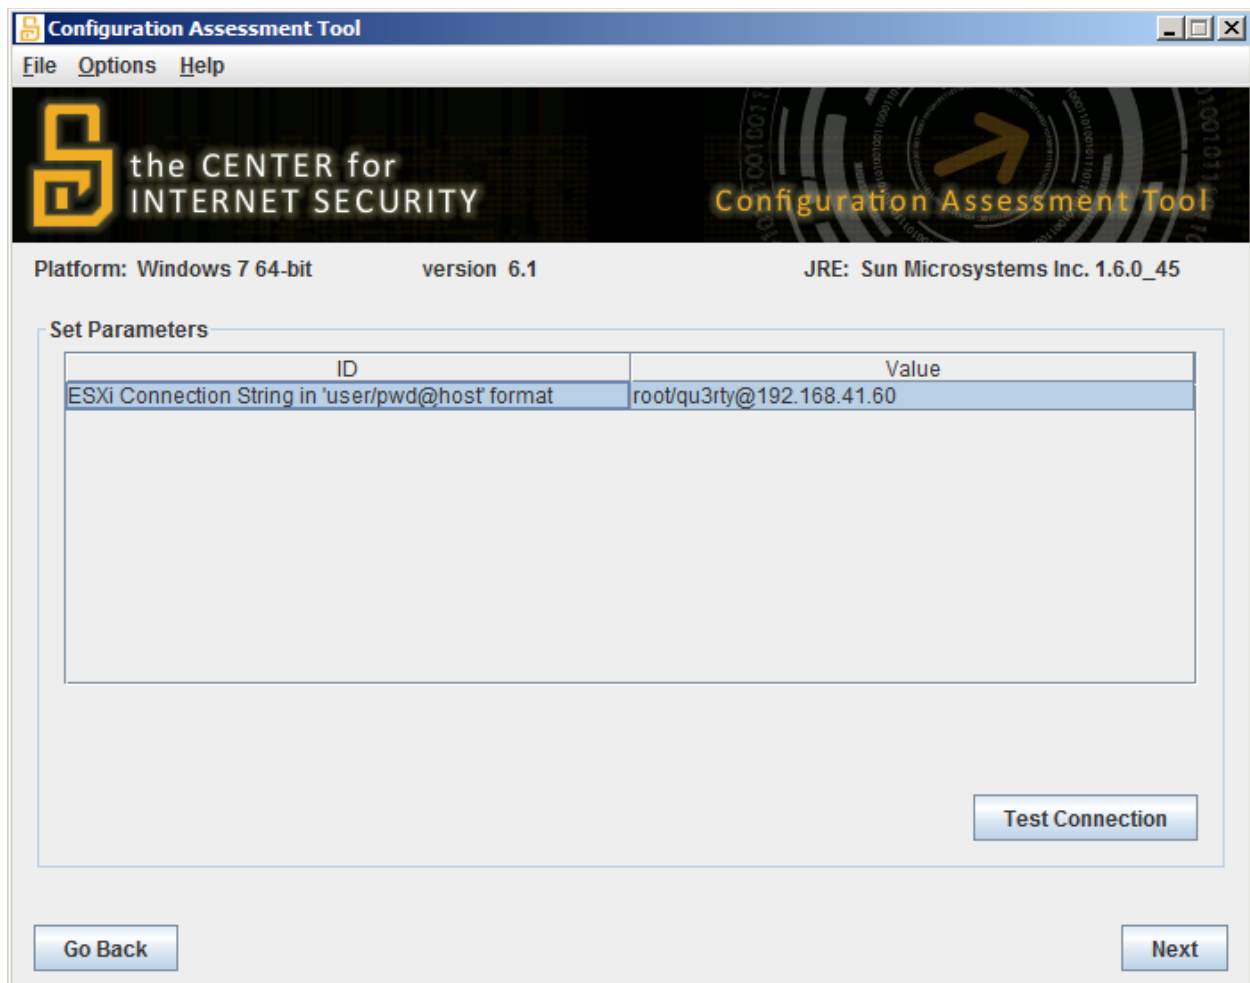 Configuration Assessment Tool
File Options Help
the CENTER for
INTERNET SECURITY
Configuration Assessment Tool
Platform: Windows 7 64-bit version 6.1 JRE: Sun Microsystems Inc. 1.6.0_45
Set Parameters
ID Value
ESXi Connection String in 'user/pwd@host' format root/qu3rty@192.168.41.60
Test Connection
Go Back Next